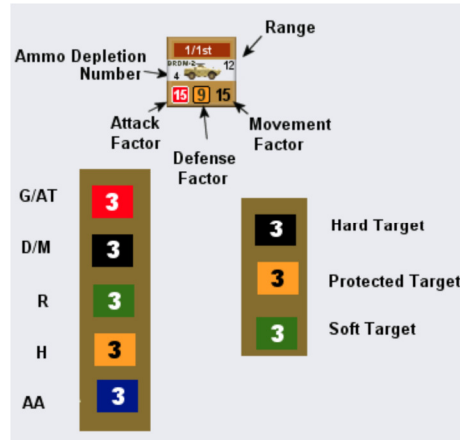 1/1st
Range
Ammo Depletion
Number
BRDM-2
12
4
15 9 15
Attack
Factor
Movement
Factor
Defense
Factor
G/AT 3
D/M 3
R 3
H 3
AA 3
3 Hard Target
3 Protected Target
3 Soft Target